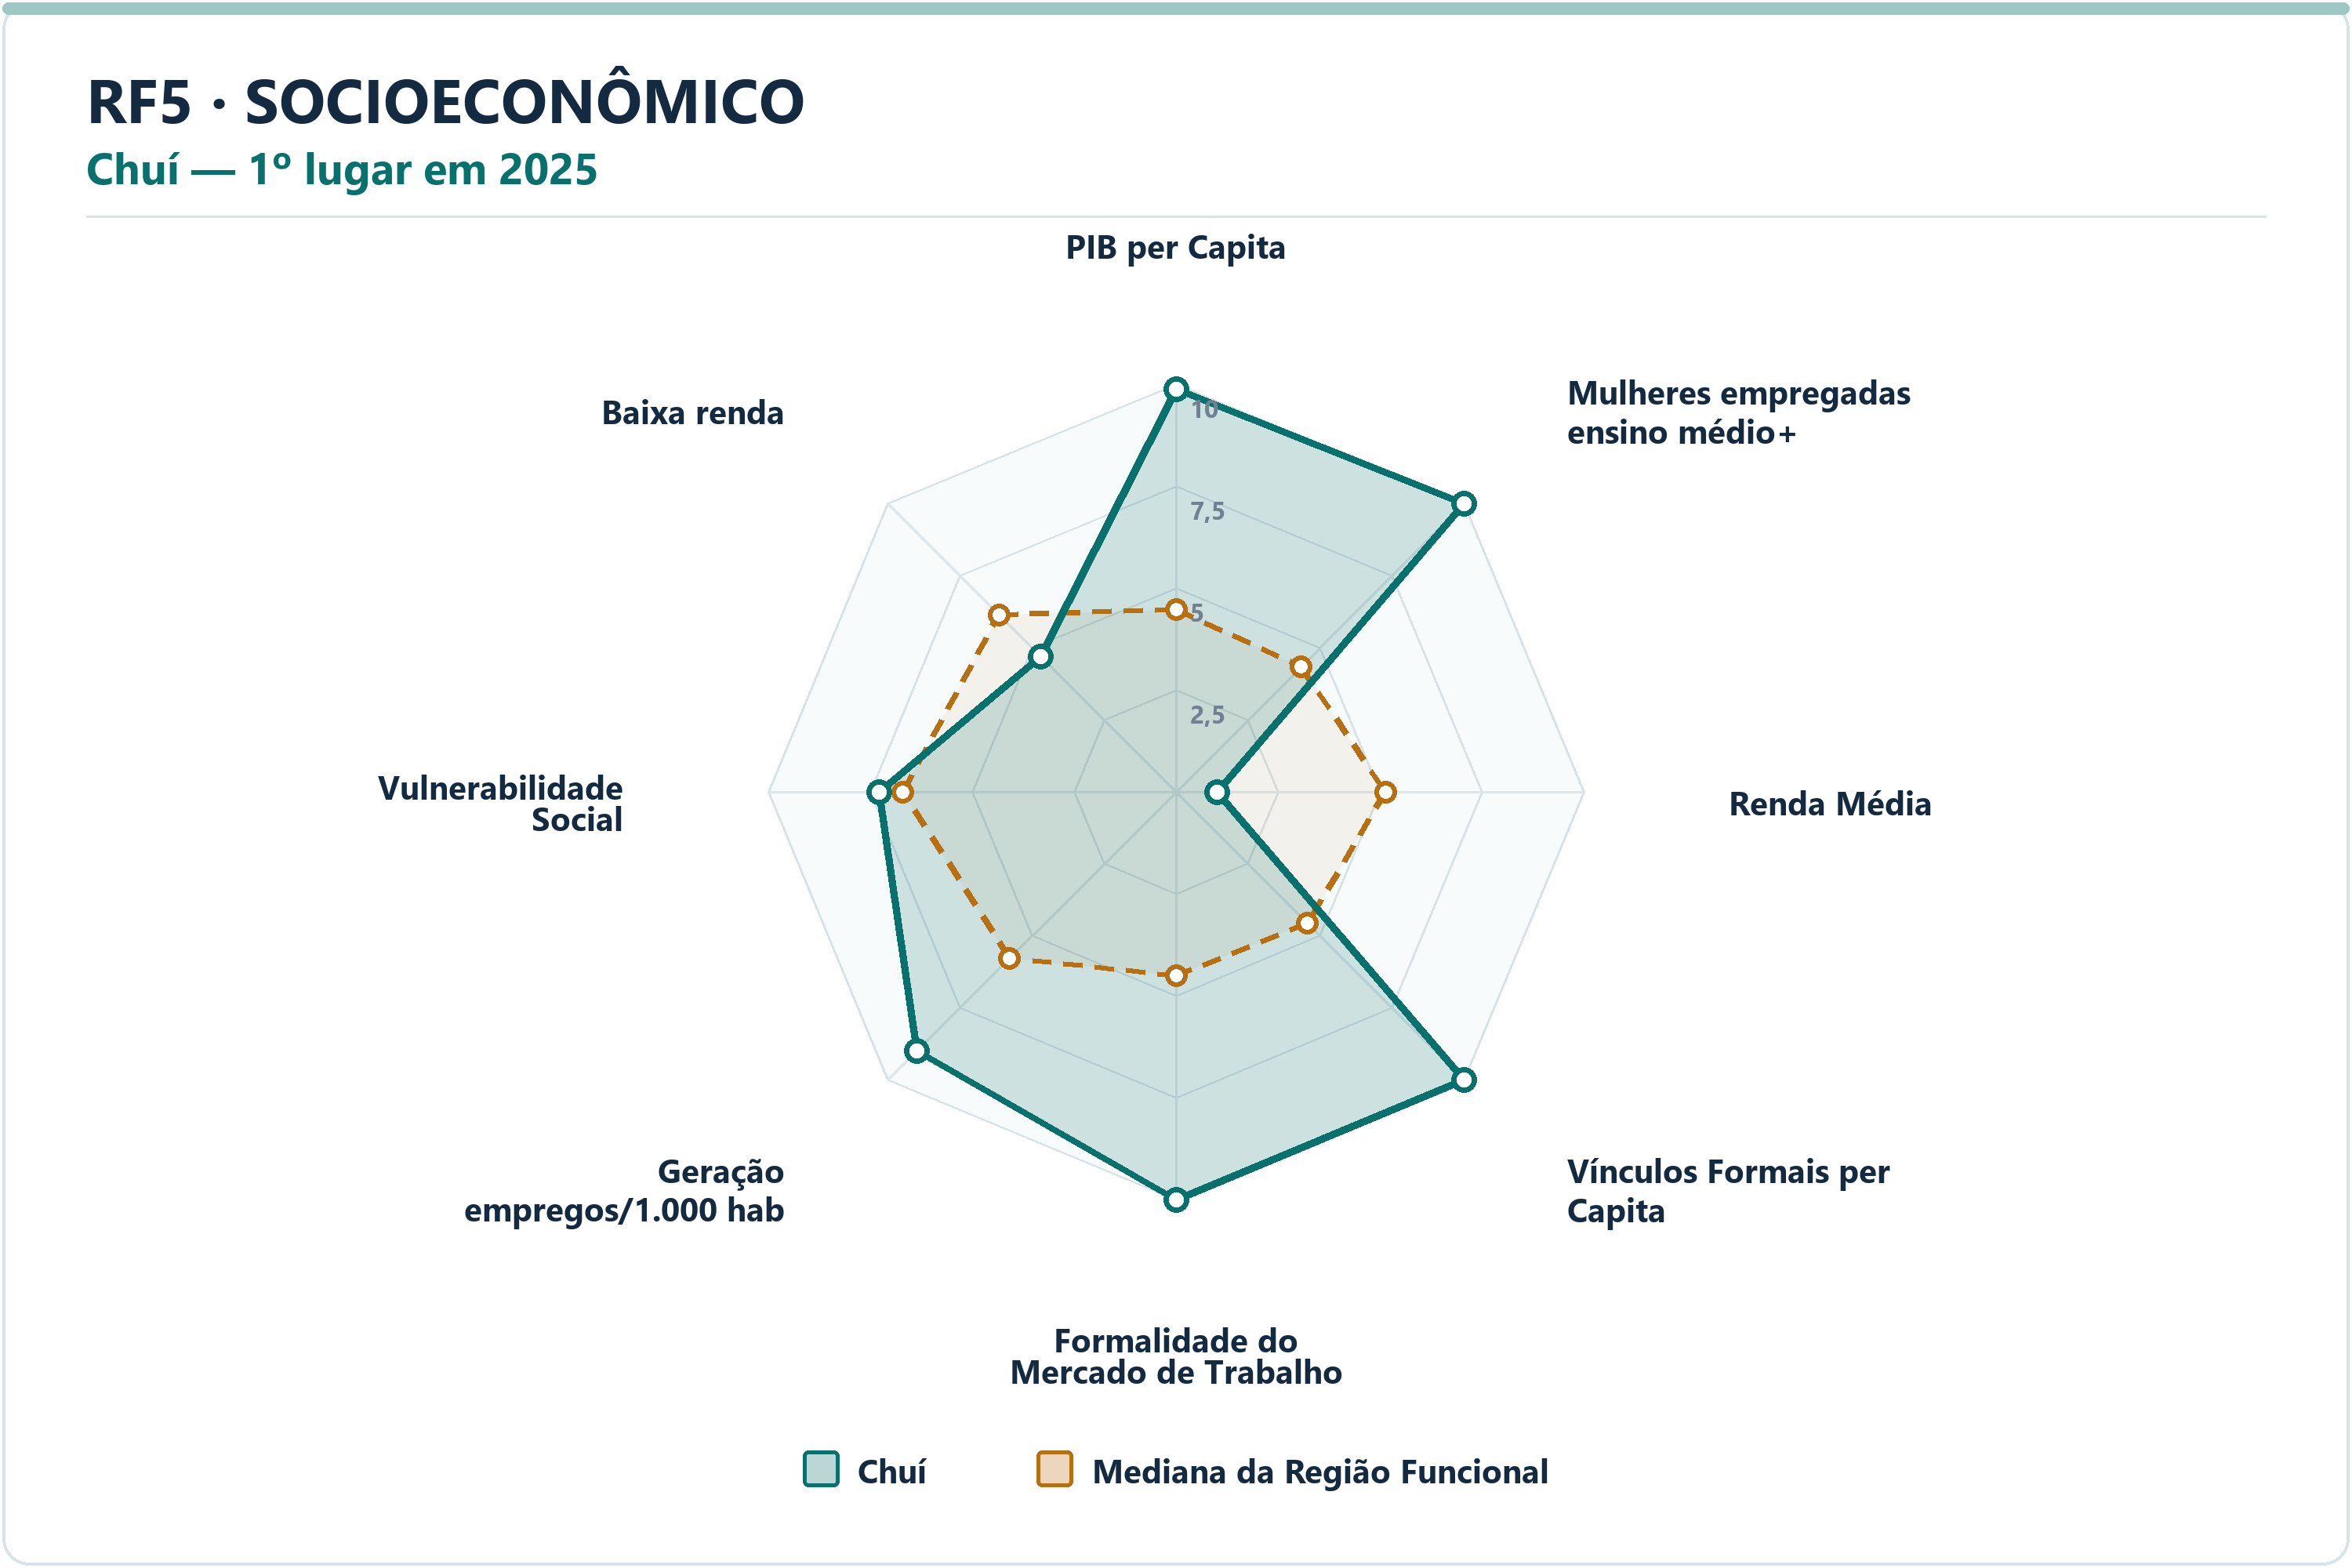 RF5 · SOCIOECONÔMICO
Chuí — 1º lugar em 2025
PIB per Capita
Mulheres empregadas
ensino médio+
Baixa renda
10
7,5
5
2,5
Vulnerabilidade
Social
Renda Média
Geração
empregos/1.000 hab
Vínculos Formais per
Capita
Formalidade do
Mercado de Trabalho
Chuí
Mediana da Região Funcional